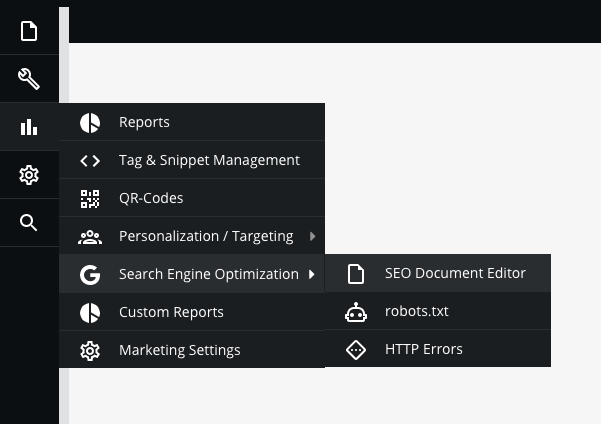 Reports
Tag & Snippet Management
QR-Codes
Personalization / Targeting
Search Engine Optimization
SEO Document Editor
robots.txt
HTTP Errors
Custom Reports
Marketing Settings